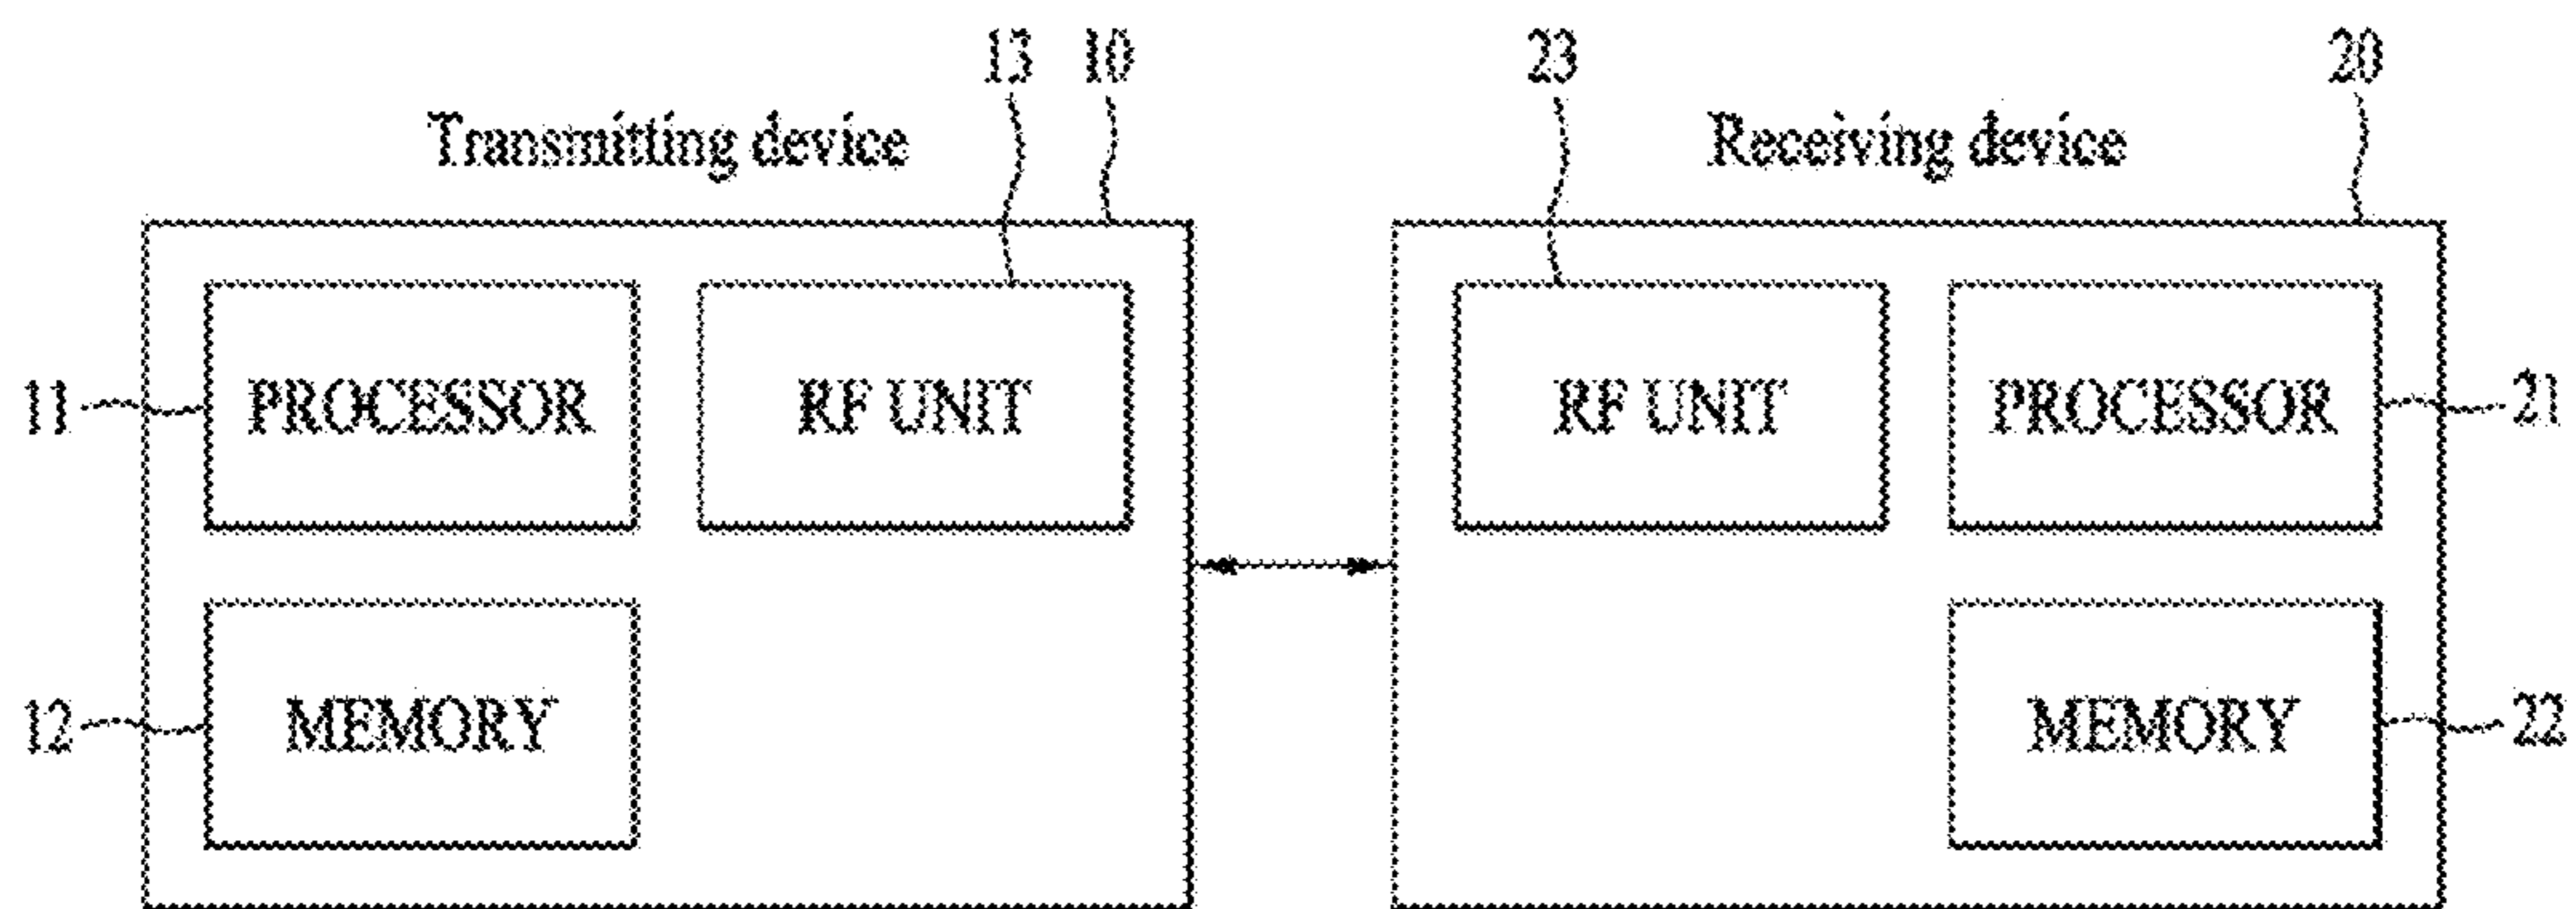 13 10 23 20
Transmitting device Receiving device
11 PROCESSOR RF UNIT RF UNIT PROCESSOR 21
12 MEMORY MEMORY 22